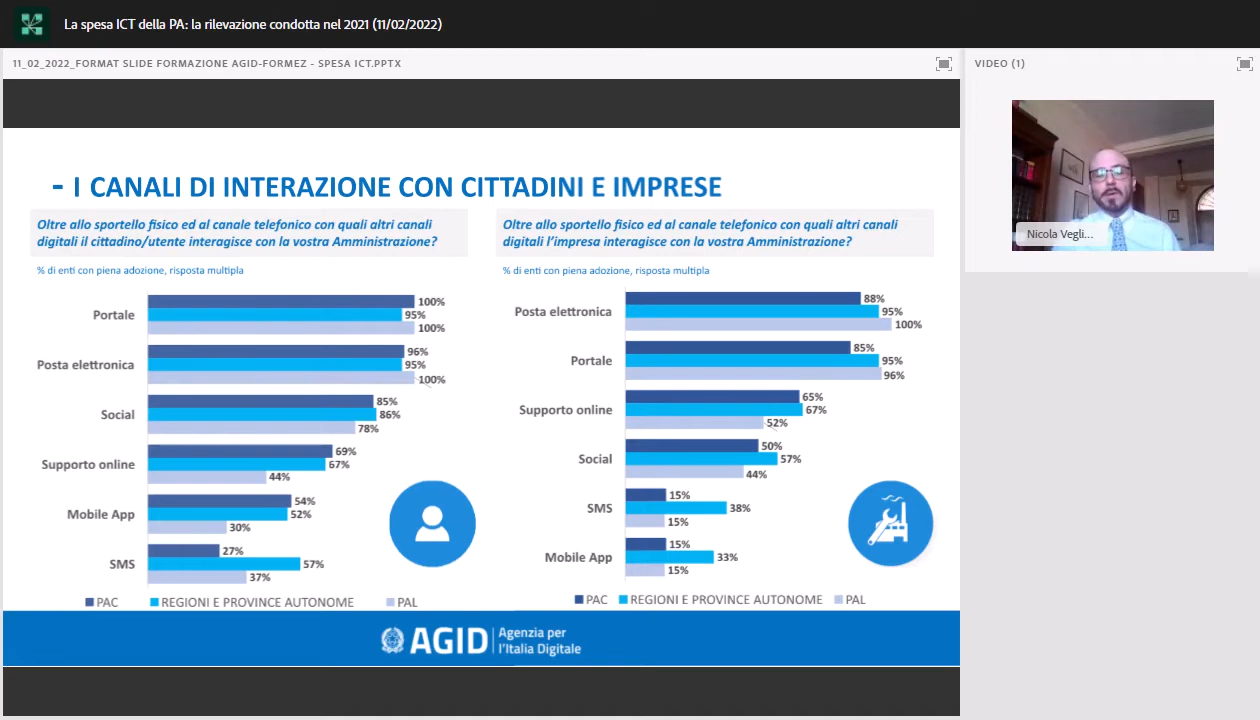 La spesa ICT della PA: la rilevazione condotta nel 2021 (11/02/2022)
11_02_2022_FORMAT SLIDE FORMAZIONE AGID-FORMEZ - SPESA ICT.PPTX
VIDEO (1)
Nicola Vegli...
- I CANALI DI INTERAZIONE CON CITTADINI E IMPRESE
Oltre allo sportello fisico ed al canale telefonico con quali altri canali
digitali il cittadino/utente interagisce con la vostra Amministrazione?
% di enti con piena adozione, risposta multipla
Portale
100%
95%
100%
Posta elettronica
96%
95%
100%
Social
85%
86%
78%
Supporto online
69%
67%
44%
Mobile App
54%
52%
30%
SMS
27%
57%
37%
PAC REGIONI E PROVINCE AUTONOME PAL
Oltre allo sportello fisico ed al canale telefonico con quali altri canali
digitali l'impresa interagisce con la vostra Amministrazione?
% di enti con piena adozione, risposta multipla
Posta elettronica
88%
95%
100%
Portale
85%
95%
96%
Supporto online
65%
67%
52%
Social
50%
57%
44%
SMS
15%
38%
15%
Mobile App
15%
33%
15%
PAC REGIONI E PROVINCE AUTONOME PAL
AGID
Agenzia per
l'Italia Digitale